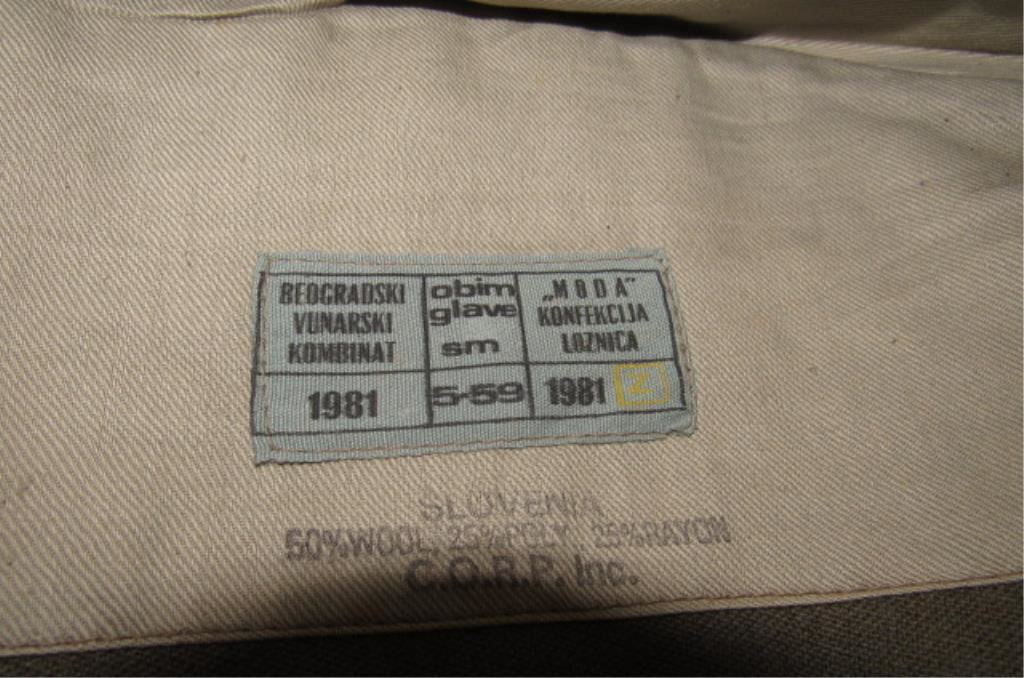 BEOGRADSKI
VUNARSKI
KOMBINAT
1981
obim
glave
sm
5-59
„MODA"
KONFEKCIJA
LOZNICA
1981 Z
SLOVENIA
50%WOOL, 25%POLY, 25%RAYON
C.O.R.P. Inc.